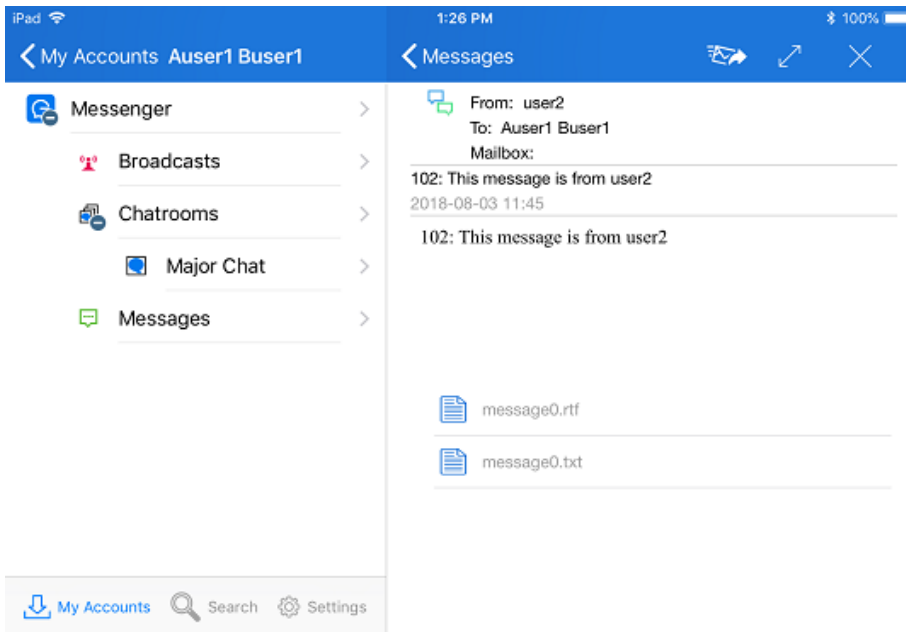 iPad 1:26 PM 100%
My Accounts Auser1 Buser1
Messages
Messenger
Broadcasts
Chatrooms
Major Chat
Messages
From: user2
To: Auser1 Buser1
Mailbox:
102: This message is from user2
2018-08-03 11:45
102: This message is from user2
message0.rtf
message0.txt
My Accounts Search Settings